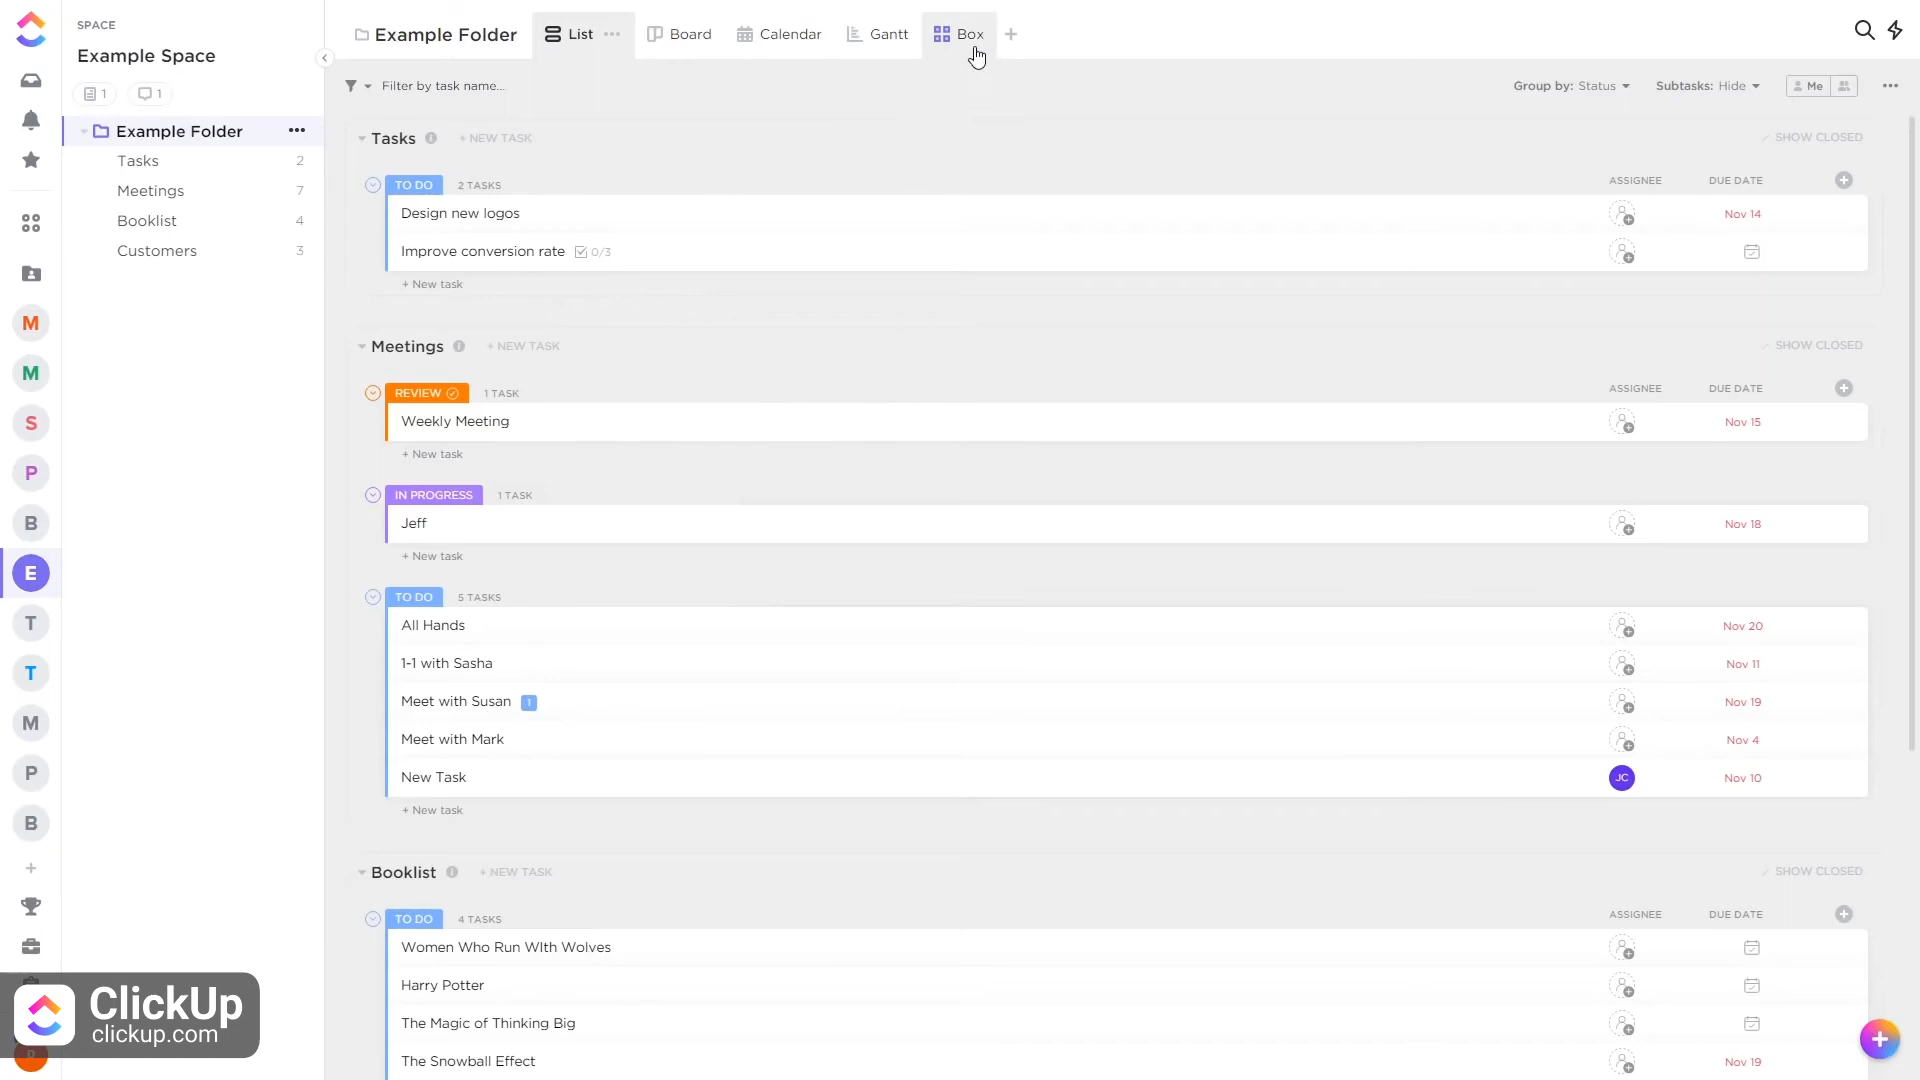 SPACE
Example Space
1
1
Example Folder
Tasks 2
Meetings 7
Booklist 4
Customers 3
M
M
S
P
B
E
T
T
M
P
B
Example Folder
List
Board
Calendar
Gantt
Box
Filter by task name...
Group by: Status
Subtasks: Hide
Me
Tasks
+ NEW TASK
SHOW CLOSED
TO DO
2 TASKS
ASSIGNEE
DUE DATE
Design new logos
Nov 14
Improve conversion rate
0/3
+ New task
Meetings
+ NEW TASK
SHOW CLOSED
REVIEW
1 TASK
ASSIGNEE
DUE DATE
Weekly Meeting
Nov 15
+ New task
IN PROGRESS
1 TASK
Jeff
Nov 18
+ New task
TO DO
5 TASKS
All Hands
Nov 20
1-1 with Sasha
Nov 11
Meet with Susan 1
Nov 19
Meet with Mark
Nov 4
New Task
JC
Nov 10
+ New task
Booklist
+ NEW TASK
SHOW CLOSED
TO DO
4 TASKS
ASSIGNEE
DUE DATE
Women Who Run WIth Wolves
Harry Potter
The Magic of Thinking Big
The Snowball Effect
Nov 19
ClickUp
clickup.com